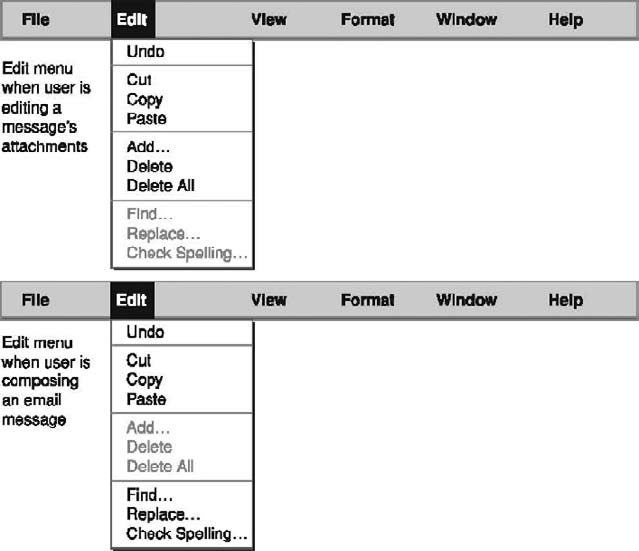 File Edit View Format Window Help
Edit menu
when user is
editing a
message's
attachments
Undo
Cut
Copy
Paste
Add...
Delete
Delete All
Find...
Replace...
Check Spelling...
File Edit View Format Window Help
Edit menu
when user is
composing
an email
message
Undo
Cut
Copy
Paste
Add...
Delete
Delete All
Find...
Replace...
Check Spelling...